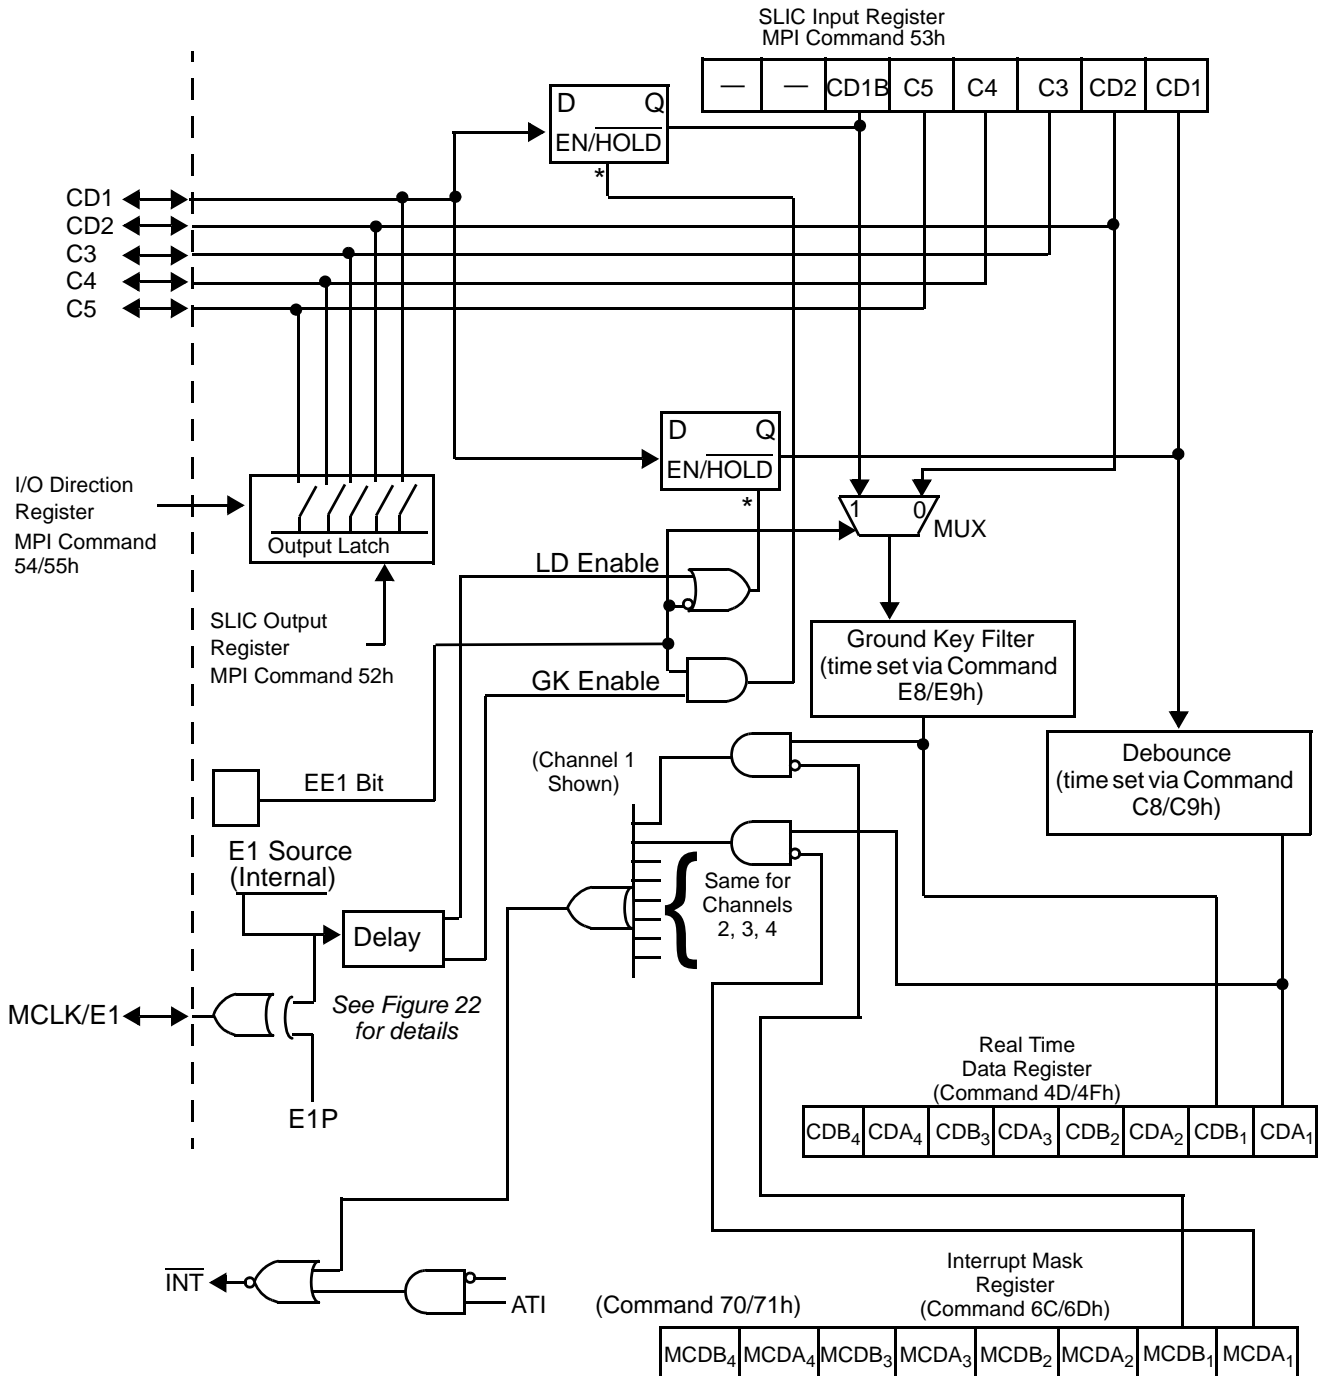 SLIC Input Register
MPI Command 53h
— — CD1B C5 C4 C3 CD2 CD1
D Q
EN/HOLD
*
CD1
CD2
C3
C4
C5
D Q
EN/HOLD
*
I/O Direction
Register
MPI Command
54/55h
Output Latch
1 0
MUX
LD Enable
SLIC Output
Register
MPI Command 52h
Ground Key Filter
(time set via Command
E8/E9h)
GK Enable
(Channel 1
Shown)
Debounce
(time set via Command
C8/C9h)
EE1 Bit
E1 Source
(Internal)
Same for
Channels
2, 3, 4
Delay
See Figure 22
for details
MCLK/E1
E1P
Real Time
Data Register
(Command 4D/4Fh)
CDB4 CDA4 CDB3 CDA3 CDB2 CDA2 CDB1 CDA1
INT
ATI
Interrupt Mask
Register
(Command 6C/6Dh)
(Command 70/71h)
MCDB4 MCDA4 MCDB3 MCDA3 MCDB2 MCDA2 MCDB1 MCDA1